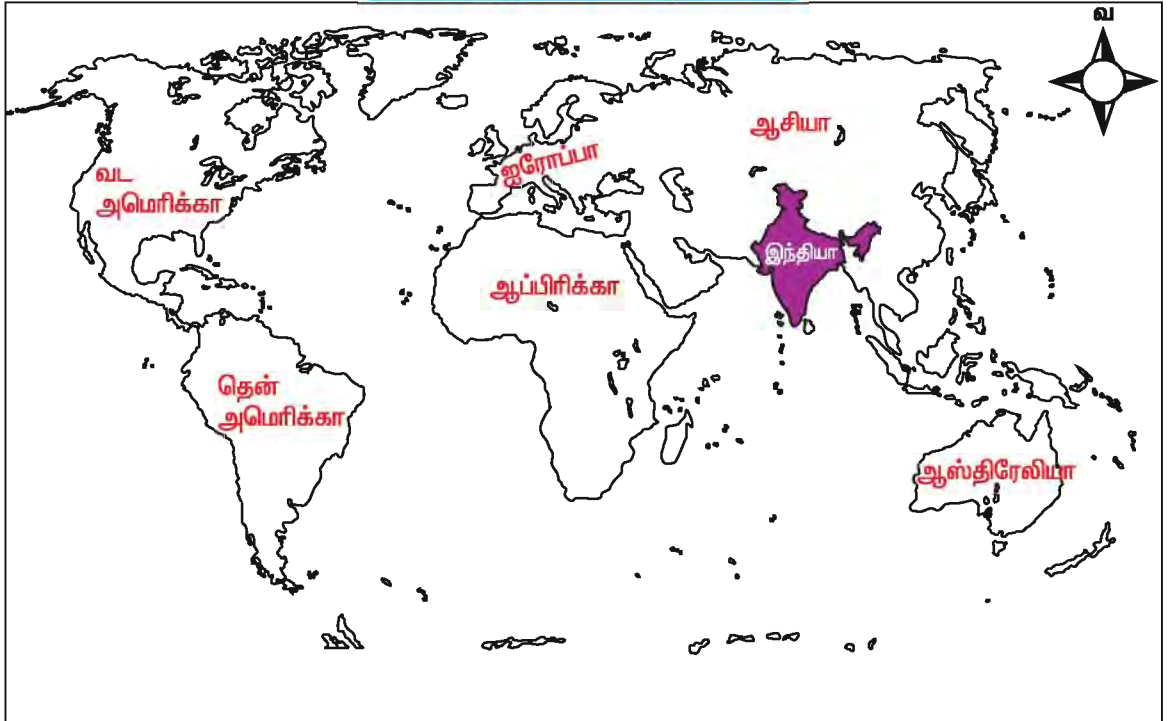 வ
ஆசியா
ஐரோப்பா
வட
அமெரிக்கா
இந்தியா
ஆப்பிரிக்கா
தென்
அமெரிக்கா
ஆஸ்திரேலியா